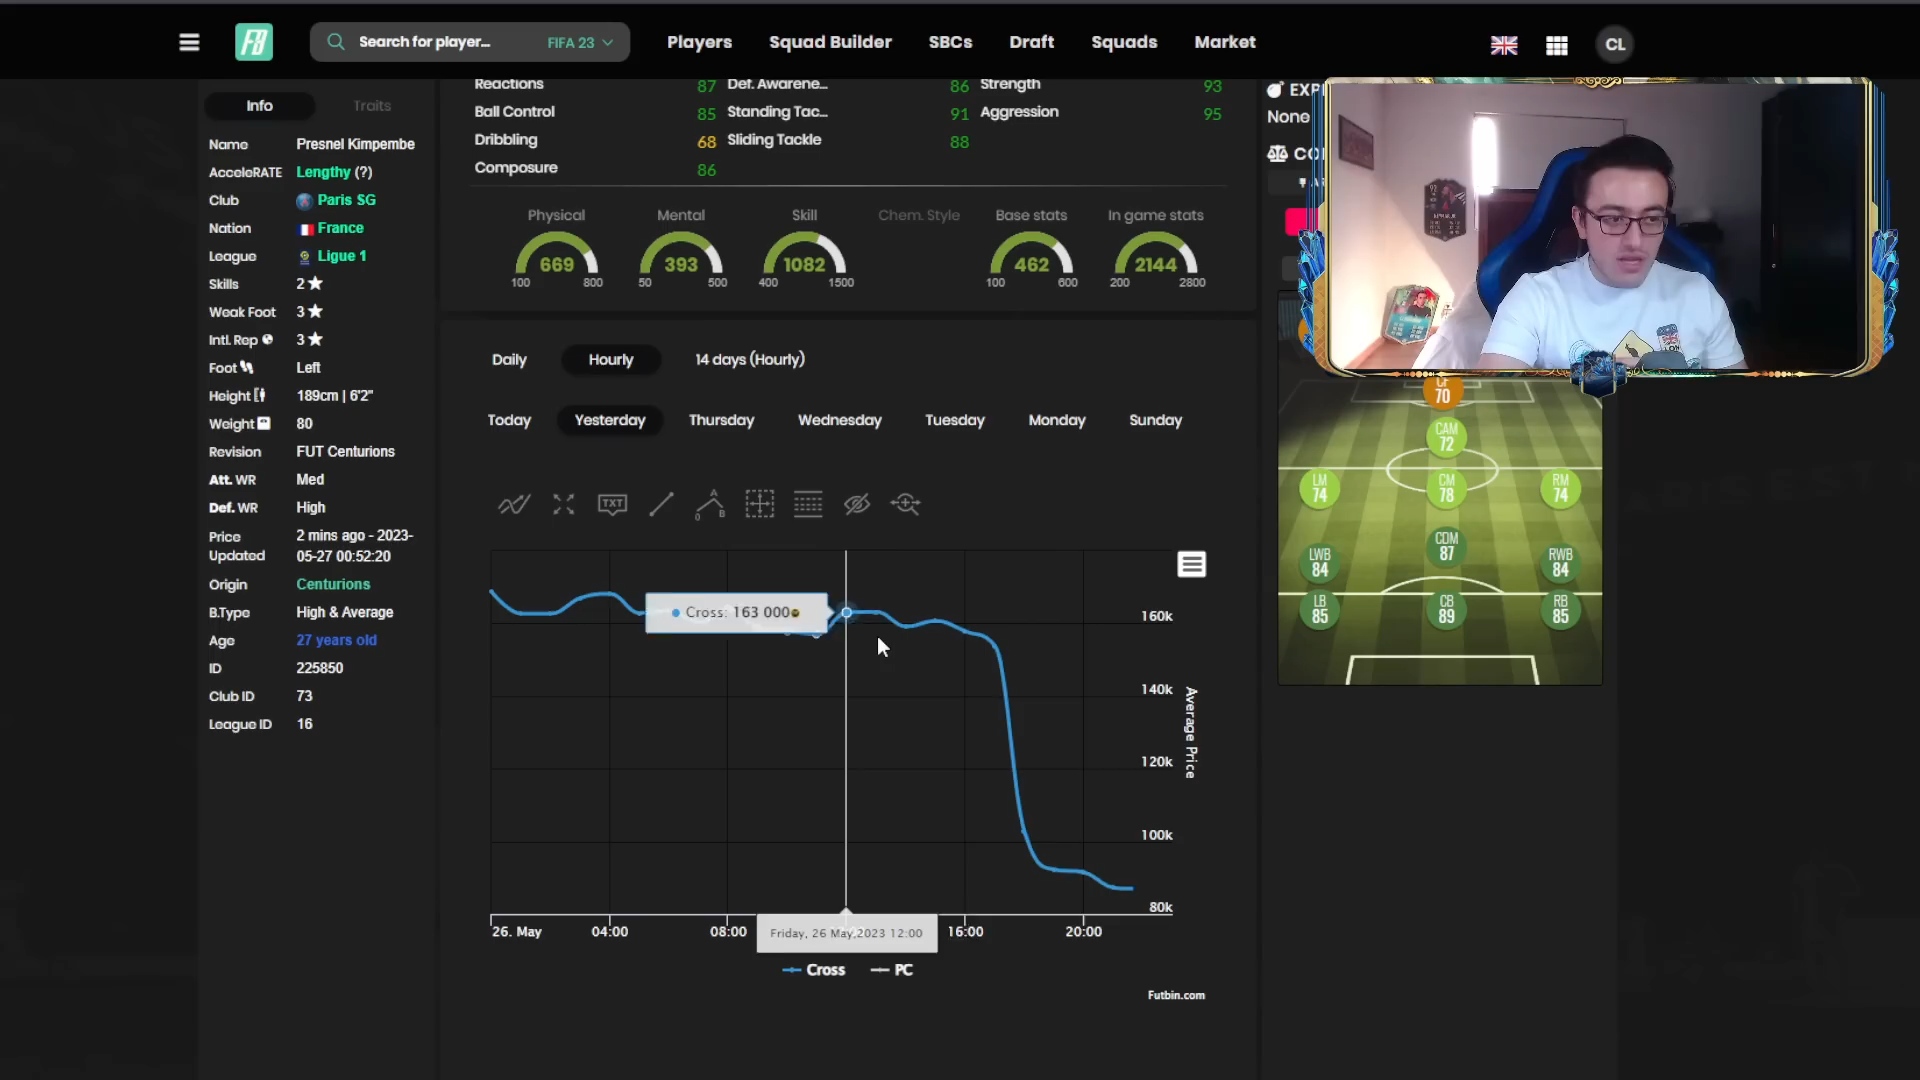 FB
Search for player...
FIFA 23
Players
Squad Builder
SBCs
Draft
Squads
Market
CL
Info
Traits
Name Presnel Kimpembe
AcceleRATE Lengthy (?)
Club Paris SG
Nation France
League Ligue 1
Skills 2
Weak Foot 3
Intl. Rep 3
Foot Left
Height 189cm | 6'2"
Weight 80
Revision FUT Centurions
Att. WR Med
Def. WR High
Price Updated 2 mins ago - 2023-
05-27 00:52:20
Origin Centurions
B.Type High & Average
Age 27 years old
ID 225850
Club ID 73
League ID 16
Reactions 87 Def. Awarene... 86 Strength 93
Ball Control 85 Standing Tac... 91 Aggression 95
Dribbling 68 Sliding Tackle 88
Composure 86
Physical Mental Skill Chem. Style Base stats In game stats
669 393 1082 462 2144
100 800 50 500 400 1500 100 600 200 2800
Daily Hourly 14 days (Hourly)
Today Yesterday Thursday Wednesday Tuesday Monday Sunday
TXT
A
0 B
Cross: 163 000
160k
140k
120k
100k
80k
Average Price
26. May 04:00 08:00 16:00 20:00
Friday, 26 May,2023 12:00
Cross PC
Futbin.com
None
CF
70
CAM
72
LM
74
CM
78
RM
74
CDM
87
LWB
84
RWB
84
LB
85
CB
89
RB
85